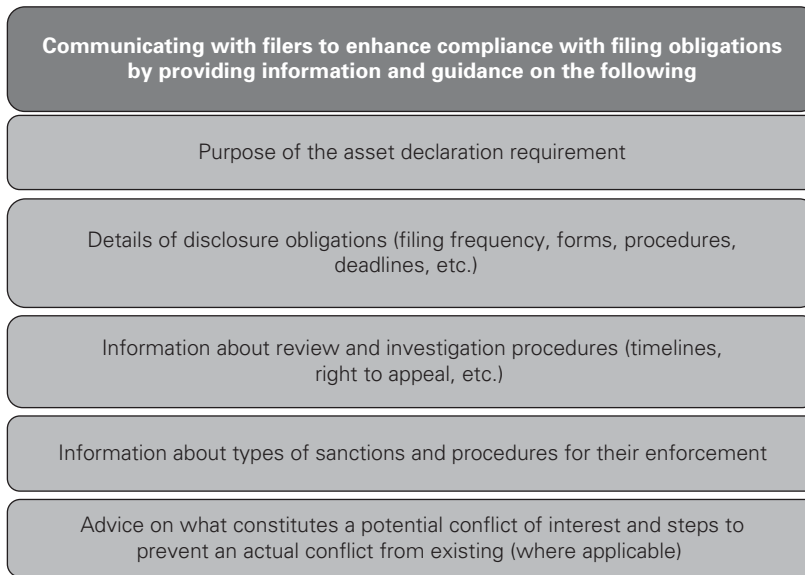 Communicating with filers to enhance compliance with filing obligations
by providing information and guidance on the following
Purpose of the asset declaration requirement
Details of disclosure obligations (filing frequency, forms, procedures,
deadlines, etc.)
Information about review and investigation procedures (timelines,
right to appeal, etc.)
Information about types of sanctions and procedures for their enforcement
Advice on what constitutes a potential conflict of interest and steps to
prevent an actual conflict from existing (where applicable)